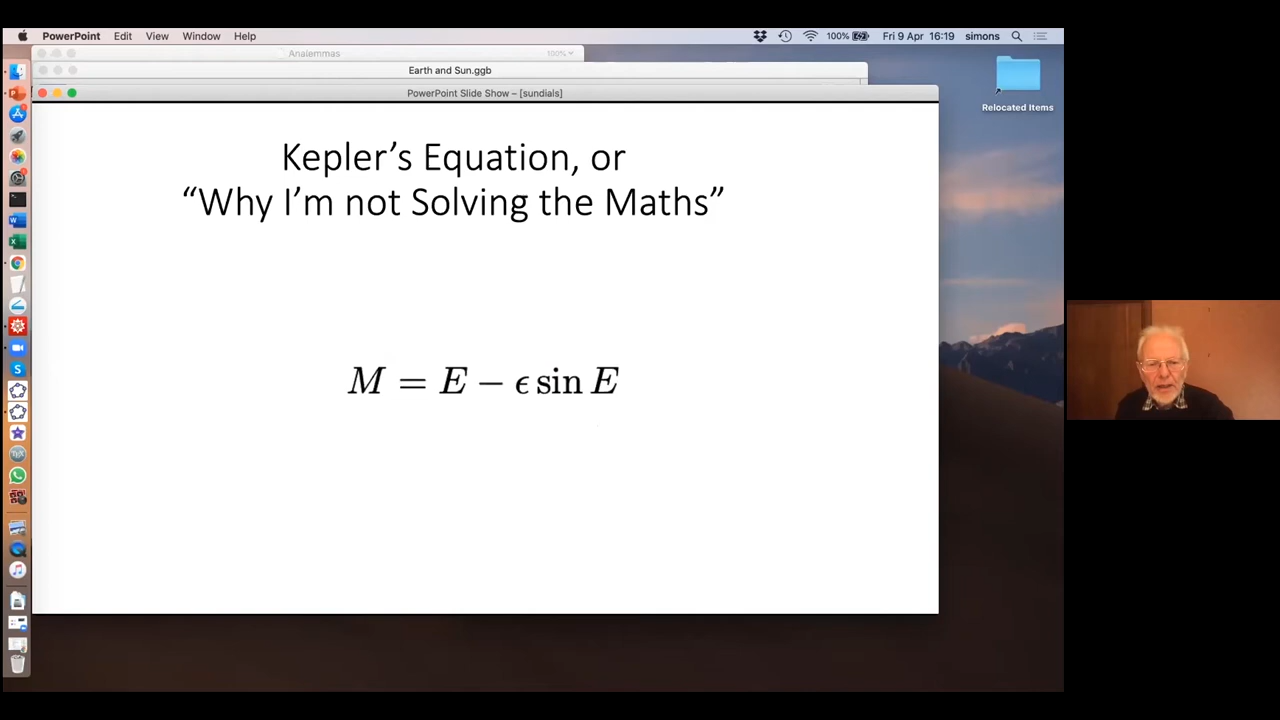 PowerPoint Edit View Window Help 100% Fri 9 Apr 16:19 simons
Analemmas 100%
Earth and Sun.ggb
PowerPoint Slide Show – [sundials]
Relocated Items
Kepler’s Equation, or
“Why I’m not Solving the Maths”
M = E − ϵ sin E